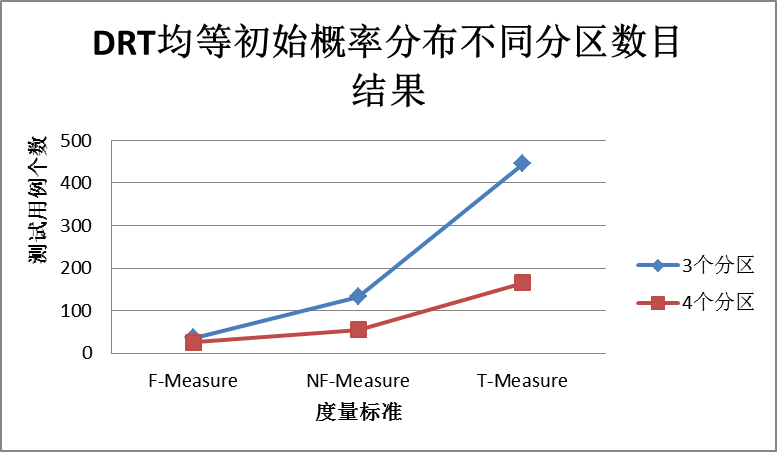 DRT均等初始概率分布不同分区数目
结果
测试用例个数
500
400
300
200
100
0
F-Measure
NF-Measure
T-Measure
度量标准
3个分区
4个分区